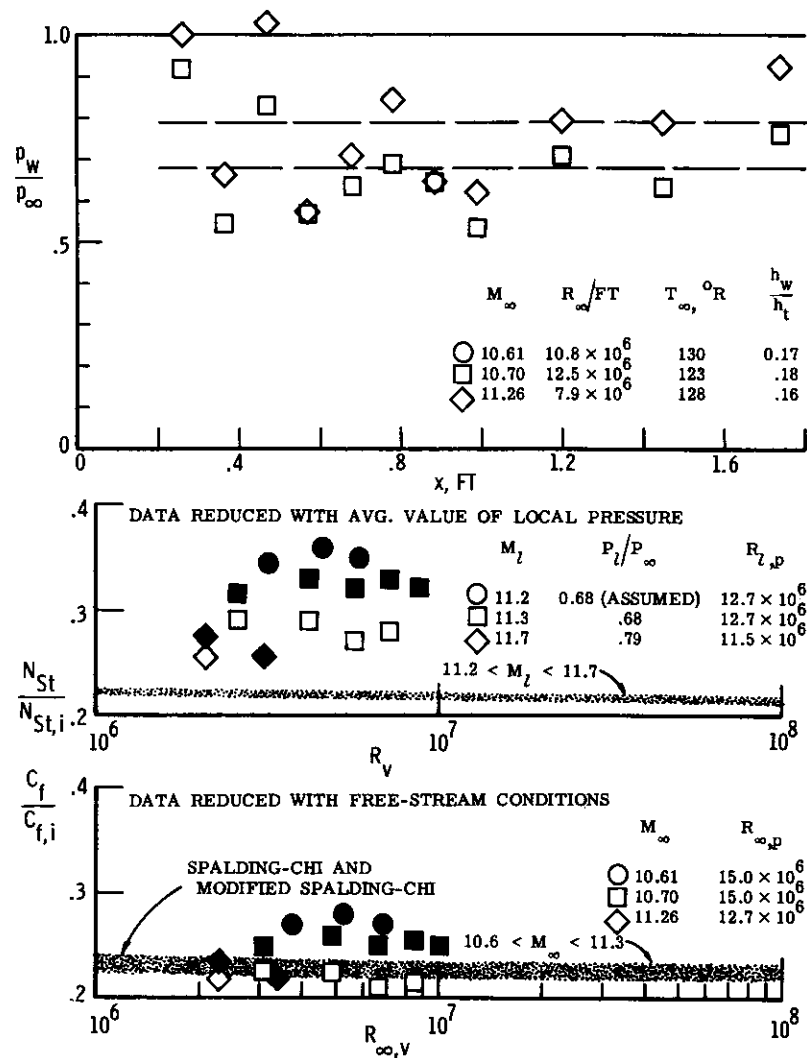 1.0
p_w / p_∞
.5
0
M_∞ R_∞/FT T_∞, °R h_w/h_t
10.61 10.8 × 10^6 130 0.17
10.70 12.5 × 10^6 123 .18
11.26 7.9 × 10^6 128 .16
0 .4 .8 1.2 1.6
x, FT
.4
DATA REDUCED WITH AVG. VALUE OF LOCAL PRESSURE
M_l P_l/P_∞ R_l,p
11.2 0.68 (ASSUMED) 12.7 × 10^6
11.3 .68 12.7 × 10^6
11.7 .79 11.5 × 10^6
.3
11.2 < M_l < 11.7
N_St / N_St,i
.2
10^6 10^7 10^8
R_v
C_f / C_f,i
.4
DATA REDUCED WITH FREE-STREAM CONDITIONS
M_∞ R_∞,p
10.61 15.0 × 10^6
10.70 15.0 × 10^6
11.26 12.7 × 10^6
SPALDING-CHI AND
MODIFIED SPALDING-CHI
.3
10.6 < M_∞ < 11.3
.2
10^6 10^7 10^8
R_∞,v